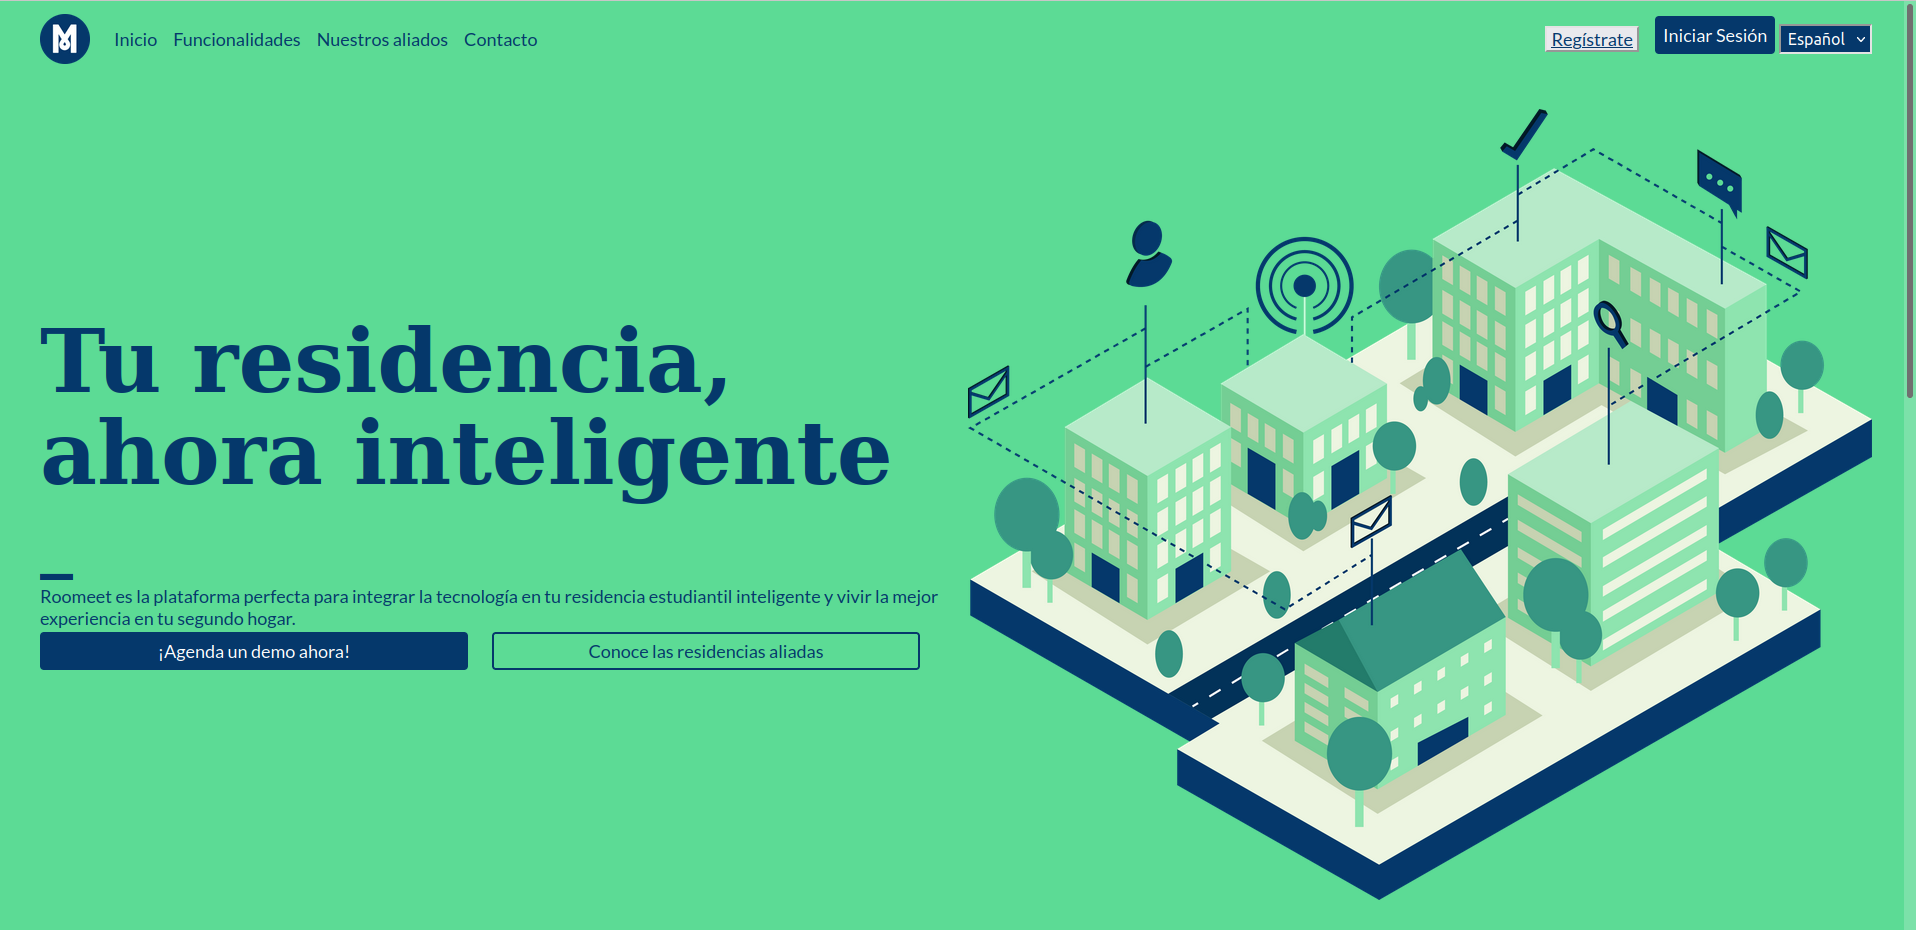 M
Inicio Funcionalidades Nuestros aliados Contacto
Regístrate Iniciar Sesión Español
Tu residencia,
ahora inteligente
Roomeet es la plataforma perfecta para integrar la tecnología en tu residencia estudiantil inteligente y vivir la mejor
experiencia en tu segundo hogar.
¡Agenda un demo ahora! Conoce las residencias aliadas